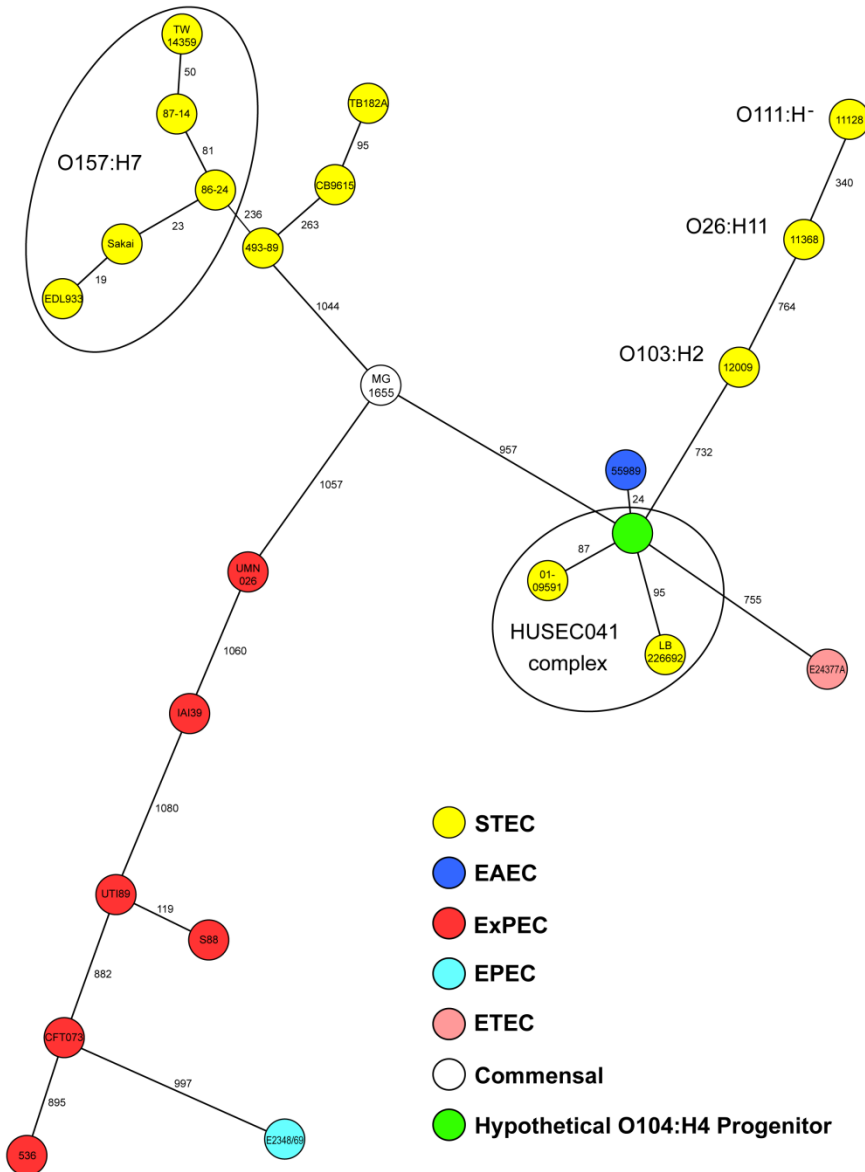 TW
14359
50
87-14
81
O157:H7
86-24
TB182A
95
CB9615
236
263
23
493-89
Sakai
19
EDL933
1044
O111:H-
11128
340
O26:H11
11368
764
O103:H2
12009
MG
1655
957
732
55989
24
1057
87
01-
09591
95
755
LB
226692
HUSEC041
complex
E24377A
UMN
026
1060
IAI39
1080
UTI89
119
S88
882
CFT073
997
895
536
E2348/69
STEC
EAEC
ExPEC
EPEC
ETEC
Commensal
Hypothetical O104:H4 Progenitor